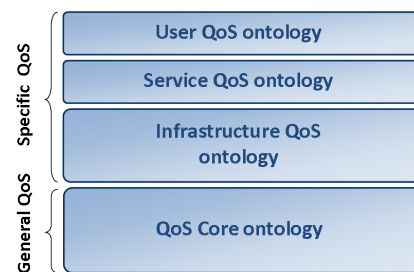 Specific QoS
User QoS ontology
Service QoS ontology
Infrastructure QoS
ontology
General QoS
QoS Core ontology